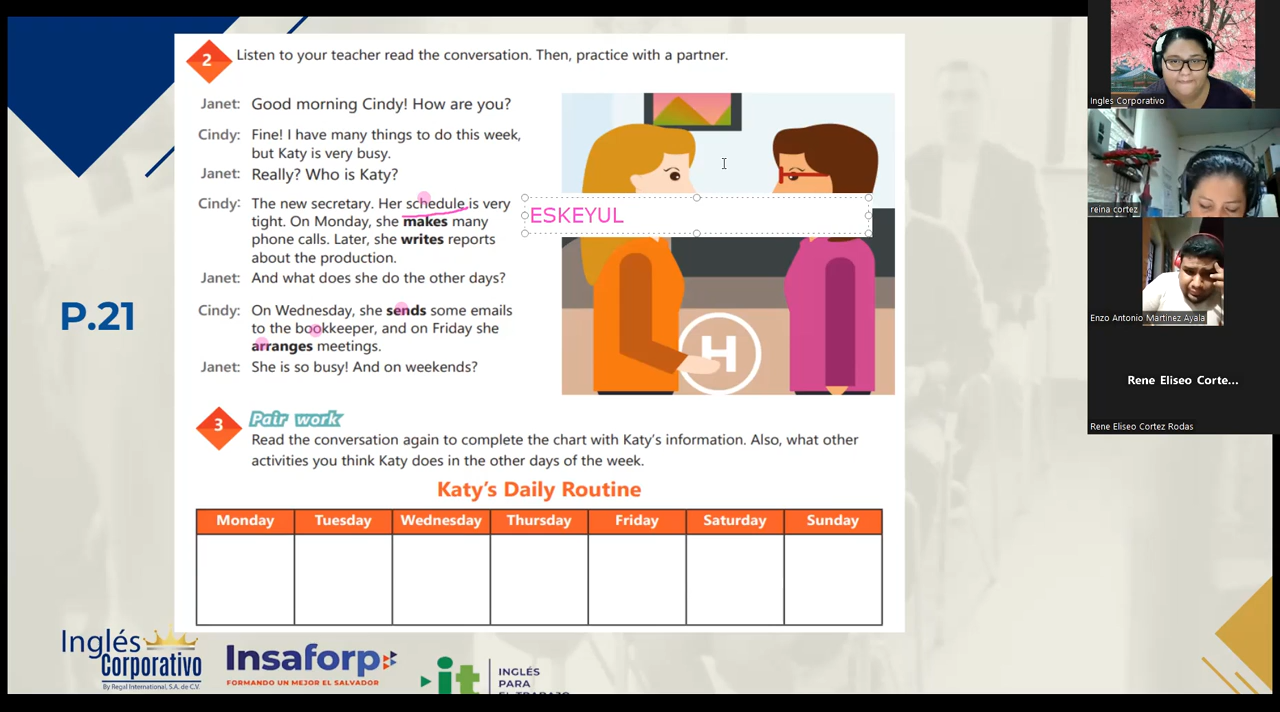 2 Listen to your teacher read the conversation. Then, practice with a partner.
Janet: Good morning Cindy! How are you?
Cindy: Fine! I have many things to do this week,
but Katy is very busy.
Janet: Really? Who is Katy?
Cindy: The new secretary. Her schedule is very
tight. On Monday, she makes many
phone calls. Later, she writes reports
about the production.
ESKEYUL
Janet: And what does she do the other days?
Cindy: On Wednesday, she sends some emails
to the bookkeeper, and on Friday she
arranges meetings.
Janet: She is so busy! And on weekends?
H
P.21
3 Pair work
Read the conversation again to complete the chart with Katy's information. Also, what other
activities you think Katy does in the other days of the week.
Katy's Daily Routine
Monday Tuesday Wednesday Thursday Friday Saturday Sunday
Inglés
Corporativo
By Regal International, S.A. de C.V.
Insaforp
FORMANDO UN MEJOR EL SALVADOR
it
INGLÉS
PARA
EL TRABAJO
Ingles Corporativo
reina cortez
Enzo Antonio Martinez Ayala
Rene Eliseo Corte...
Rene Eliseo Cortez Rodas